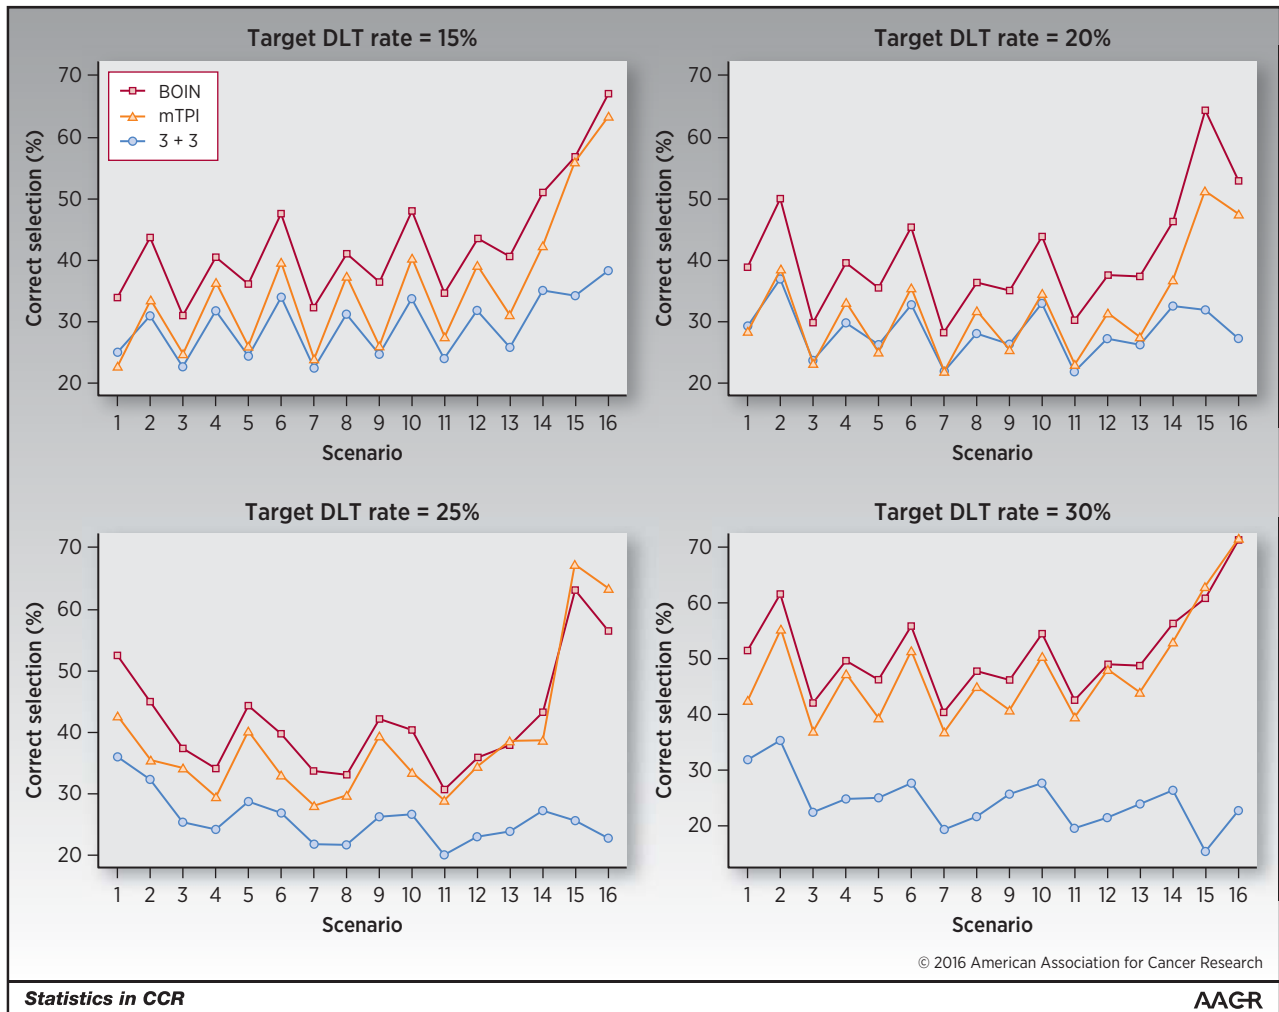 Target DLT rate = 15%
Target DLT rate = 20%
BOIN
mTPI
3 + 3
Correct selection (%)
70
60
50
40
30
20
1 2 3 4 5 6 7 8 9 10 11 12 13 14 15 16
Scenario
Correct selection (%)
70
60
50
40
30
20
1 2 3 4 5 6 7 8 9 10 11 12 13 14 15 16
Scenario
Target DLT rate = 25%
Target DLT rate = 30%
Correct selection (%)
70
60
50
40
30
20
1 2 3 4 5 6 7 8 9 10 11 12 13 14 15 16
Scenario
Correct selection (%)
70
60
50
40
30
20
1 2 3 4 5 6 7 8 9 10 11 12 13 14 15 16
Scenario
© 2016 American Association for Cancer Research
Statistics in CCR
AACR